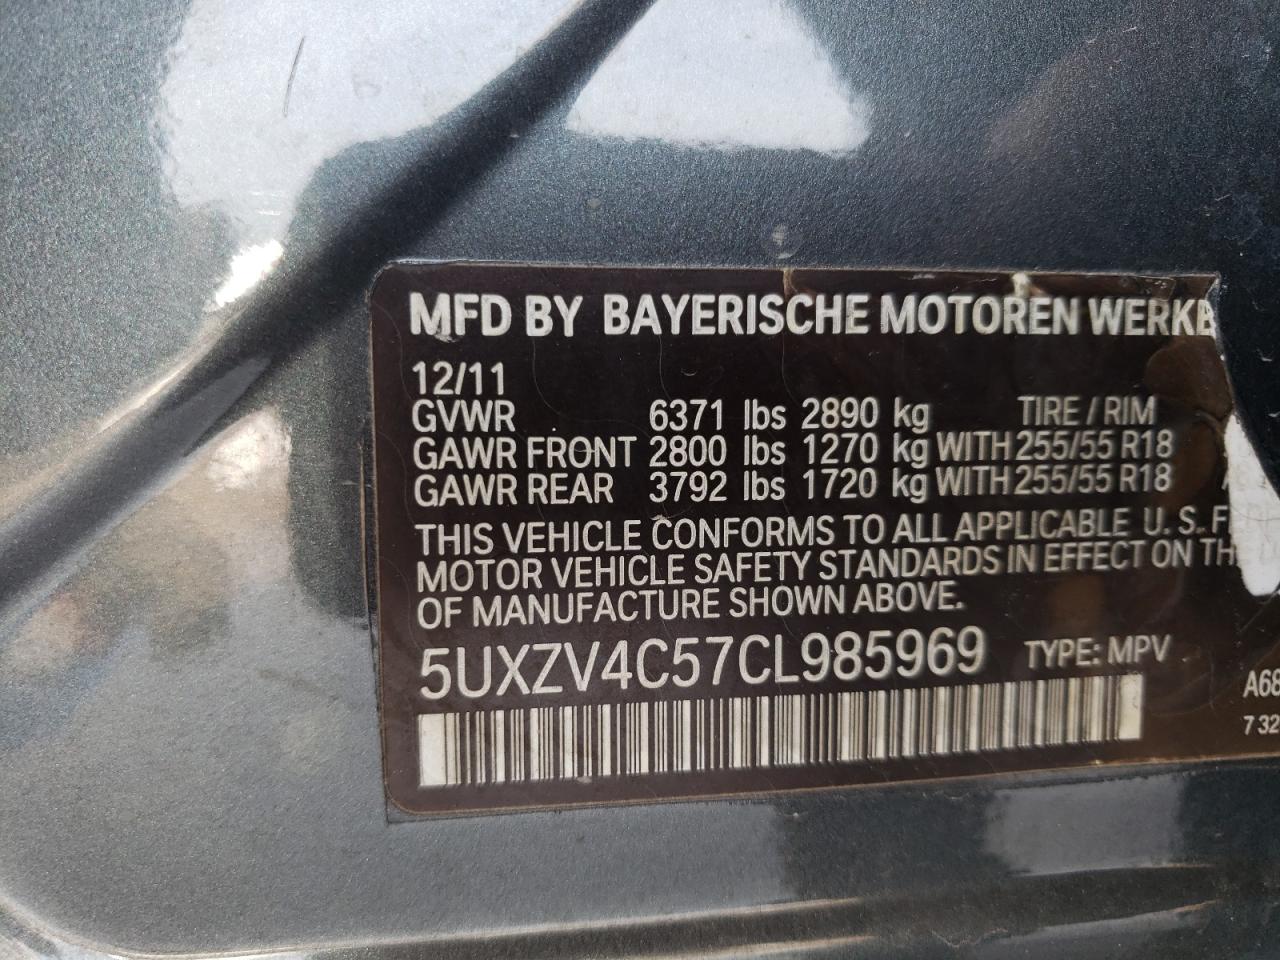 MFD BY BAYERISCHE MOTOREN WERKE
12/11
GVWR 6371 lbs 2890 kg TIRE / RIM
GAWR FRONT 2800 lbs 1270 kg WITH 255/55 R18
GAWR REAR 3792 lbs 1720 kg WITH 255/55 R18
THIS VEHICLE CONFORMS TO ALL APPLICABLE U. S.
MOTOR VEHICLE SAFETY STANDARDS IN EFFECT ON
OF MANUFACTURE SHOWN ABOVE.
5UXZV4C57CL985969 TYPE: MPV
A68
7 32